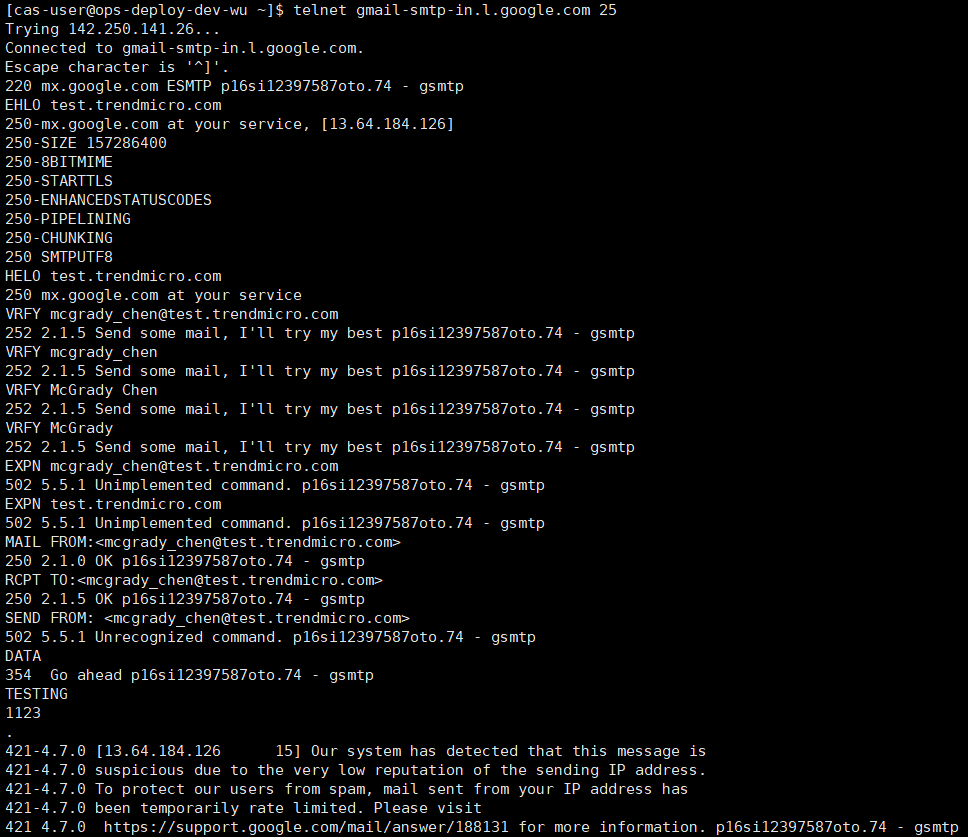 [cas-user@ops-deploy-dev-wu ~]$ telnet gmail-smtp-in.l.google.com 25
Trying 142.250.141.26...
Connected to gmail-smtp-in.l.google.com.
Escape character is '^]'.
220 mx.google.com ESMTP p16si12397587oto.74 - gsmtp
EHLO test.trendmicro.com
250-mx.google.com at your service, [13.64.184.126]
250-SIZE 157286400
250-8BITMIME
250-STARTTLS
250-ENHANCEDSTATUSCODES
250-PIPELINING
250-CHUNKING
250 SMTPUTF8
HELO test.trendmicro.com
250 mx.google.com at your service
VRFY mcgrady_chen@test.trendmicro.com
252 2.1.5 Send some mail, I'll try my best p16si12397587oto.74 - gsmtp
VRFY mcgrady_chen
252 2.1.5 Send some mail, I'll try my best p16si12397587oto.74 - gsmtp
VRFY McGrady Chen
252 2.1.5 Send some mail, I'll try my best p16si12397587oto.74 - gsmtp
VRFY McGrady
252 2.1.5 Send some mail, I'll try my best p16si12397587oto.74 - gsmtp
EXPN mcgrady_chen@test.trendmicro.com
502 5.5.1 Unimplemented command. p16si12397587oto.74 - gsmtp
EXPN test.trendmicro.com
502 5.5.1 Unimplemented command. p16si12397587oto.74 - gsmtp
MAIL FROM:<mcgrady_chen@test.trendmicro.com>
250 2.1.0 OK p16si12397587oto.74 - gsmtp
RCPT TO:<mcgrady_chen@test.trendmicro.com>
250 2.1.5 OK p16si12397587oto.74 - gsmtp
SEND FROM: <mcgrady_chen@test.trendmicro.com>
502 5.5.1 Unrecognized command. p16si12397587oto.74 - gsmtp
DATA
354  Go ahead p16si12397587oto.74 - gsmtp
TESTING
1123
.
421-4.7.0 [13.64.184.126      15] Our system has detected that this message is
421-4.7.0 suspicious due to the very low reputation of the sending IP address.
421-4.7.0 To protect our users from spam, mail sent from your IP address has
421-4.7.0 been temporarily rate limited. Please visit
421 4.7.0  https://support.google.com/mail/answer/188131 for more information. p16si12397587oto.74 - gsmtp